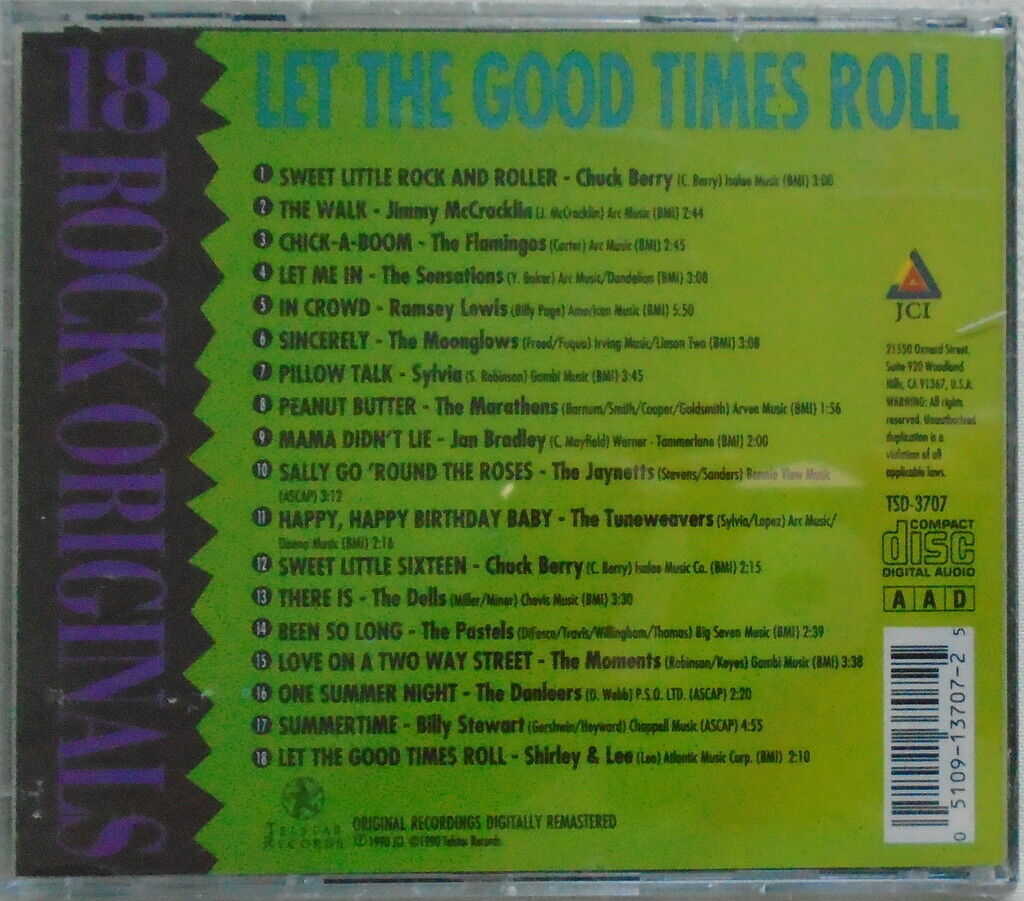 18 ROCK ORIGINALS
LET THE GOOD TIMES ROLL
1 SWEET LITTLE ROCK AND ROLLER - Chuck Berry (C. Berry) Isalee Music (BMI) 3:00
2 THE WALK - Jimmy McCracklin (J. McCracklin) Arc Music (BMI) 2:44
3 CHICK-A-BOOM - The Flamingos (Carter) Arc Music (BMI) 2:45
4 LET ME IN - The Sensations (Y. Baker) Arc Music/Dandelion (BMI) 3:08
5 IN CROWD - Ramsey Lewis (Billy Page) American Music (BMI) 5:50
6 SINCERELY - The Moonglows (Freed/Fuqua) Irving Music/Liason Two (BMI) 3:08
7 PILLOW TALK - Sylvia (S. Robinson) Gambi Music (BMI) 3:45
8 PEANUT BUTTER - The Marathons (Barnum/Smith/Cooper/Goldsmith) Arvee Music (BMI) 1:56
9 MAMA DIDN'T LIE - Jan Bradley (C. Mayfield) Warner - Tammerlane (BMI) 2:00
10 SALLY GO 'ROUND THE ROSES - The Jaynetts (Stevens/Sanders) Bonnie View Music
(ASCAP) 3:12
11 HAPPY, HAPPY BIRTHDAY BABY - The Tuneweavers (Sylvia/Lopez) Arc Music/
Music (BMI) 2:16
12 SWEET LITTLE SIXTEEN - Chuck Berry (C. Berry) Isalee Music Co. (BMI) 2:15
13 THERE IS - The Dells (Miller/Miner) Chevis Music (BMI) 3:30
14 BEEN SO LONG - The Pastels (DiFosco/Travis/Willingham/Thomas) Big Seven Music (BMI) 2:39
15 LOVE ON A TWO WAY STREET - The Moments (Robinson/Keyes) Gambi Music (BMI) 3:38
16 ONE SUMMER NIGHT - The Danleers (D. Webb) P.S.O. LTD. (ASCAP) 2:20
17 SUMMERTIME - Billy Stewart (Gershwin/Heyward) Chappell Music (ASCAP) 4:55
18 LET THE GOOD TIMES ROLL - Shirley & Lee (Lee) Atlantic Music Corp. (BMI) 2:10
TELSTAR
RECORDS
ORIGINAL RECORDINGS DIGITALLY REMASTERED
℗1990 JCI ©1990 Telstar Records
JCI
21550 Oxnard Street,
Suite 920 Woodland
Hills, CA 91367, U.S.A.
WARNING: All rights
reserved. Unauthorized
duplication is a
violation of all
applicable laws.
TSD-3707
COMPACT
disc
DIGITAL AUDIO
A A D
0 5109-13707-2 5